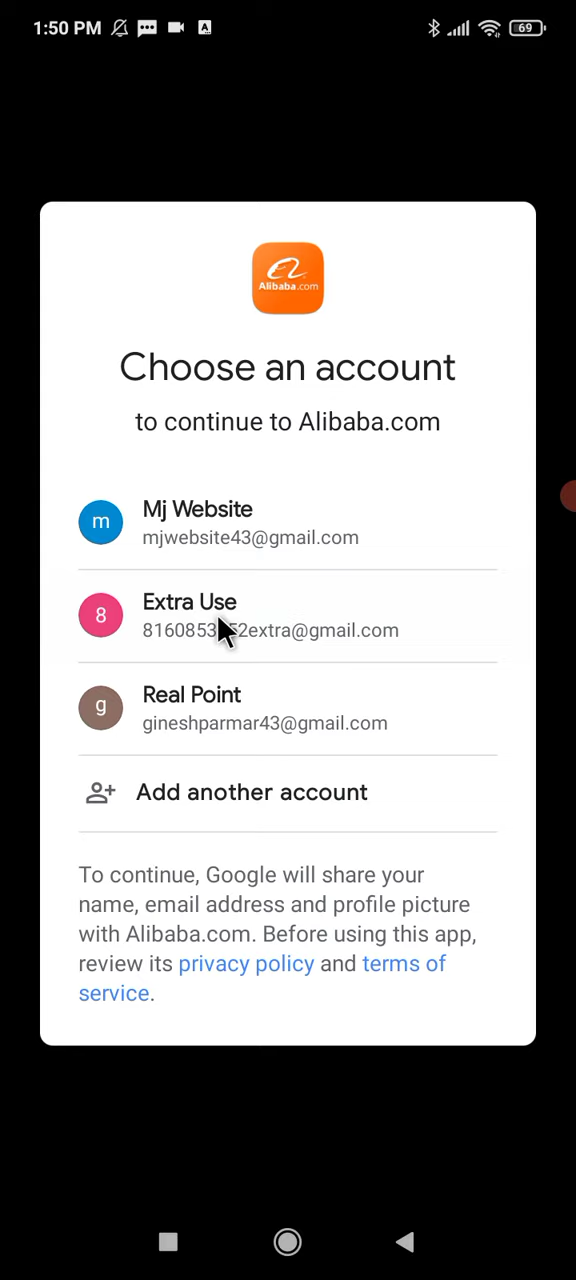 1:50 PM
69
Alibaba.com
Choose an account
to continue to Alibaba.com
m
Mj Website
mjwebsite43@gmail.com
8
Extra Use
2extra@gmail.com
g
Real Point
gineshparmar43@gmail.com
Add another account
To continue, Google will share your
name, email address and profile picture
with Alibaba.com. Before using this app,
review its privacy policy and terms of
service.